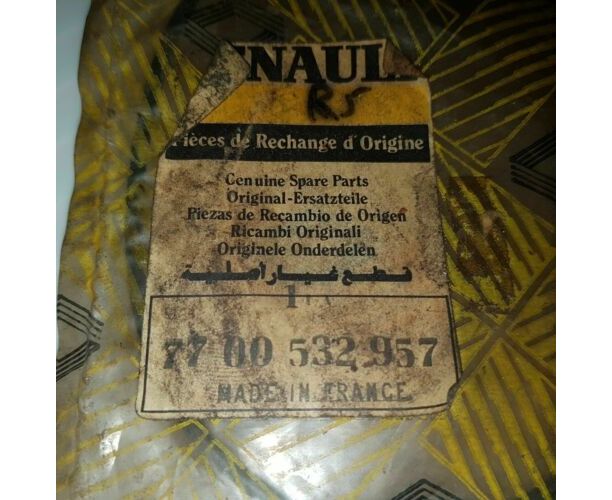 ENAUL
R5
Pièces de Rechange d'Origine
Genuine Spare Parts
Original-Ersatzteile
Piezas de Recambio de Origen
Ricambi Originali
Originele Onderdelen
قطع غيار أصلية
1
77 00 532 957
MADE IN FRANCE